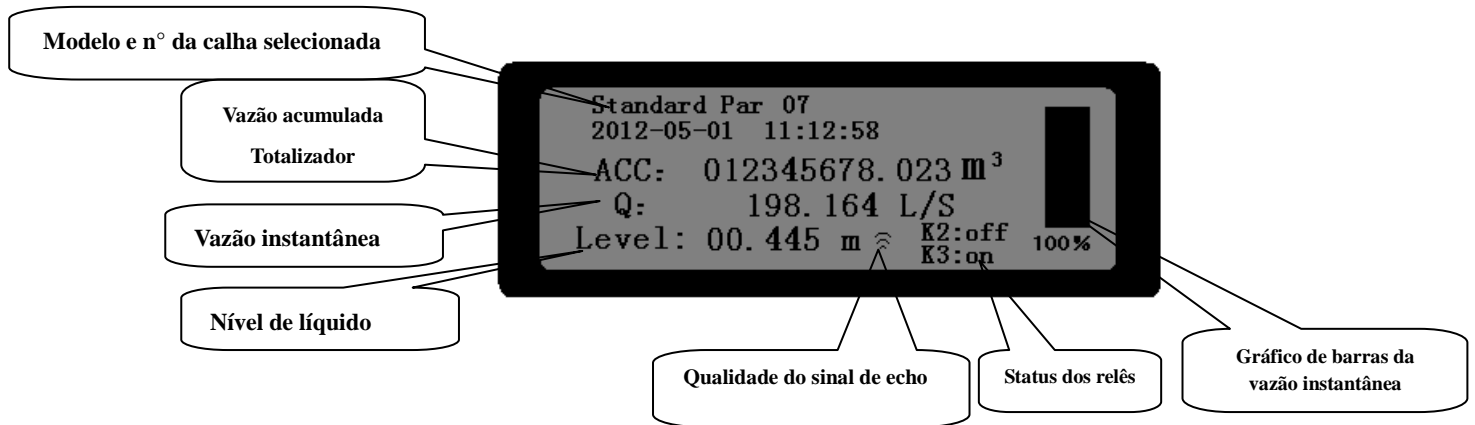 Modelo e n° da calha selecionada
Vazão acumulada
Totalizador
Vazão instantânea
Nível de líquido
Standard Par 07
2012-05-01 11:12:58
ACC: 012345678.023 m³
Q: 198.164 L/S
Level: 00.445 m
K2:off
K3:on
100%
Qualidade do sinal de echo
Status dos relês
Gráfico de barras da
vazão instantânea